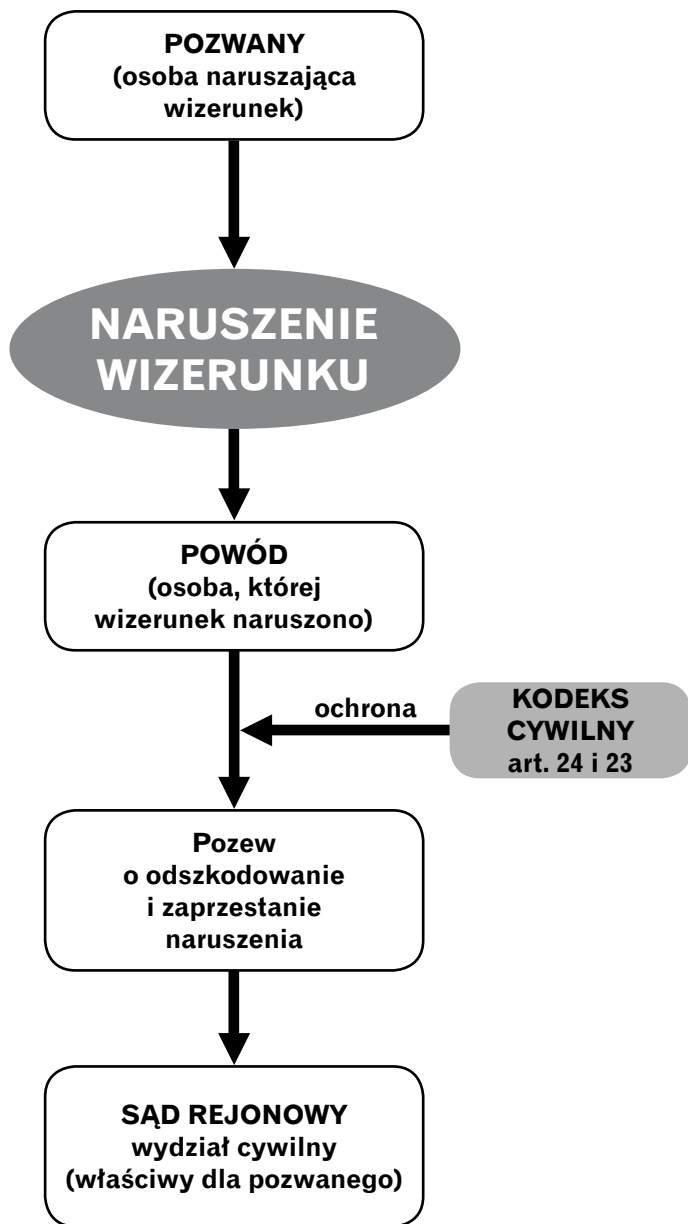 POZWANY
(osoba naruszająca
wizerunek)
NARUSZENIE
WIZERUNKU
POWÓD
(osoba, której
wizerunek naruszono)
ochrona
KODEKS
CYWILNY
art. 24 i 23
Pozew
o odszkodowanie
i zaprzestanie
naruszenia
SĄD REJONOWY
wydział cywilny
(właściwy dla pozwanego)